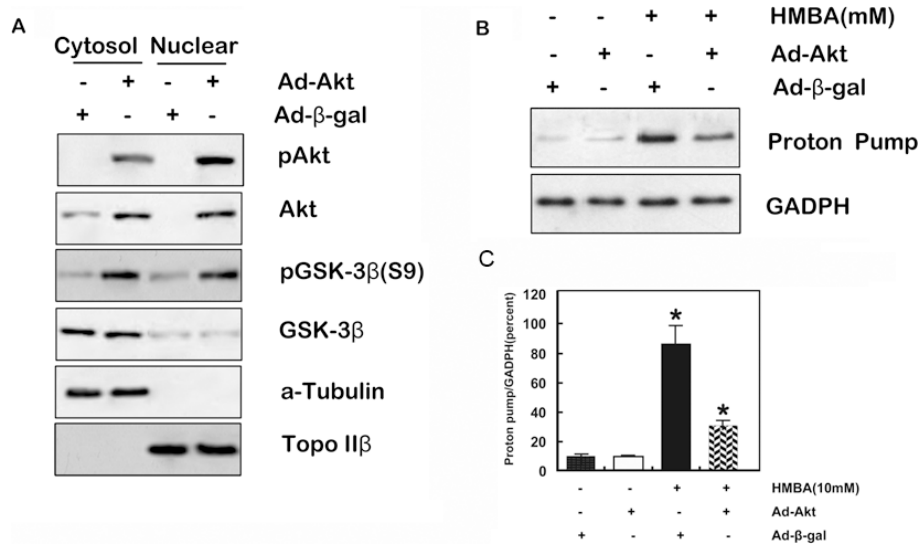 A
Cytosol Nuclear
- + - + Ad-Akt
+ - + - Ad-β-gal
pAkt
Akt
pGSK-3β(S9)
GSK-3β
a-Tubulin
Topo IIβ
B
- - + + HMBA(mM)
- + - + Ad-Akt
+ - + - Ad-β-gal
Proton Pump
GADPH
C
Proton pump/GADPH(percent)
120
100
80
60
40
20
0
*
*
- - + + HMBA(10mM)
- + - + Ad-Akt
+ - + - Ad-β-gal